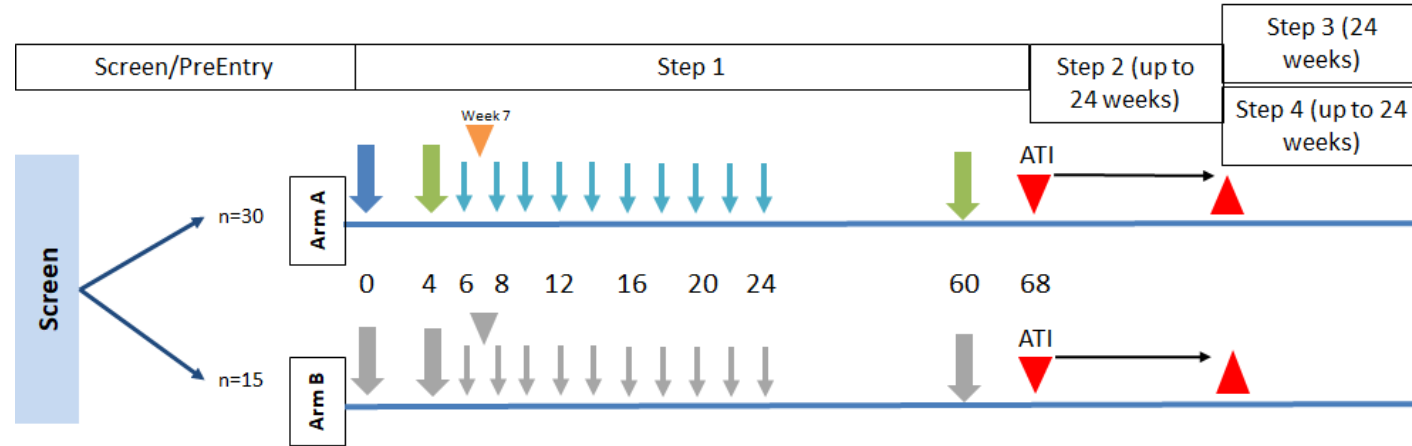 Screen/PreEntry
Step 1
Step 2 (up to
24 weeks)
Step 3 (24
weeks)
Step 4 (up to 24
weeks)
Week 7
ATI
n=30
Arm A
Screen
0 4 6 8 12 16 20 24 60 68
ATI
n=15
Arm B